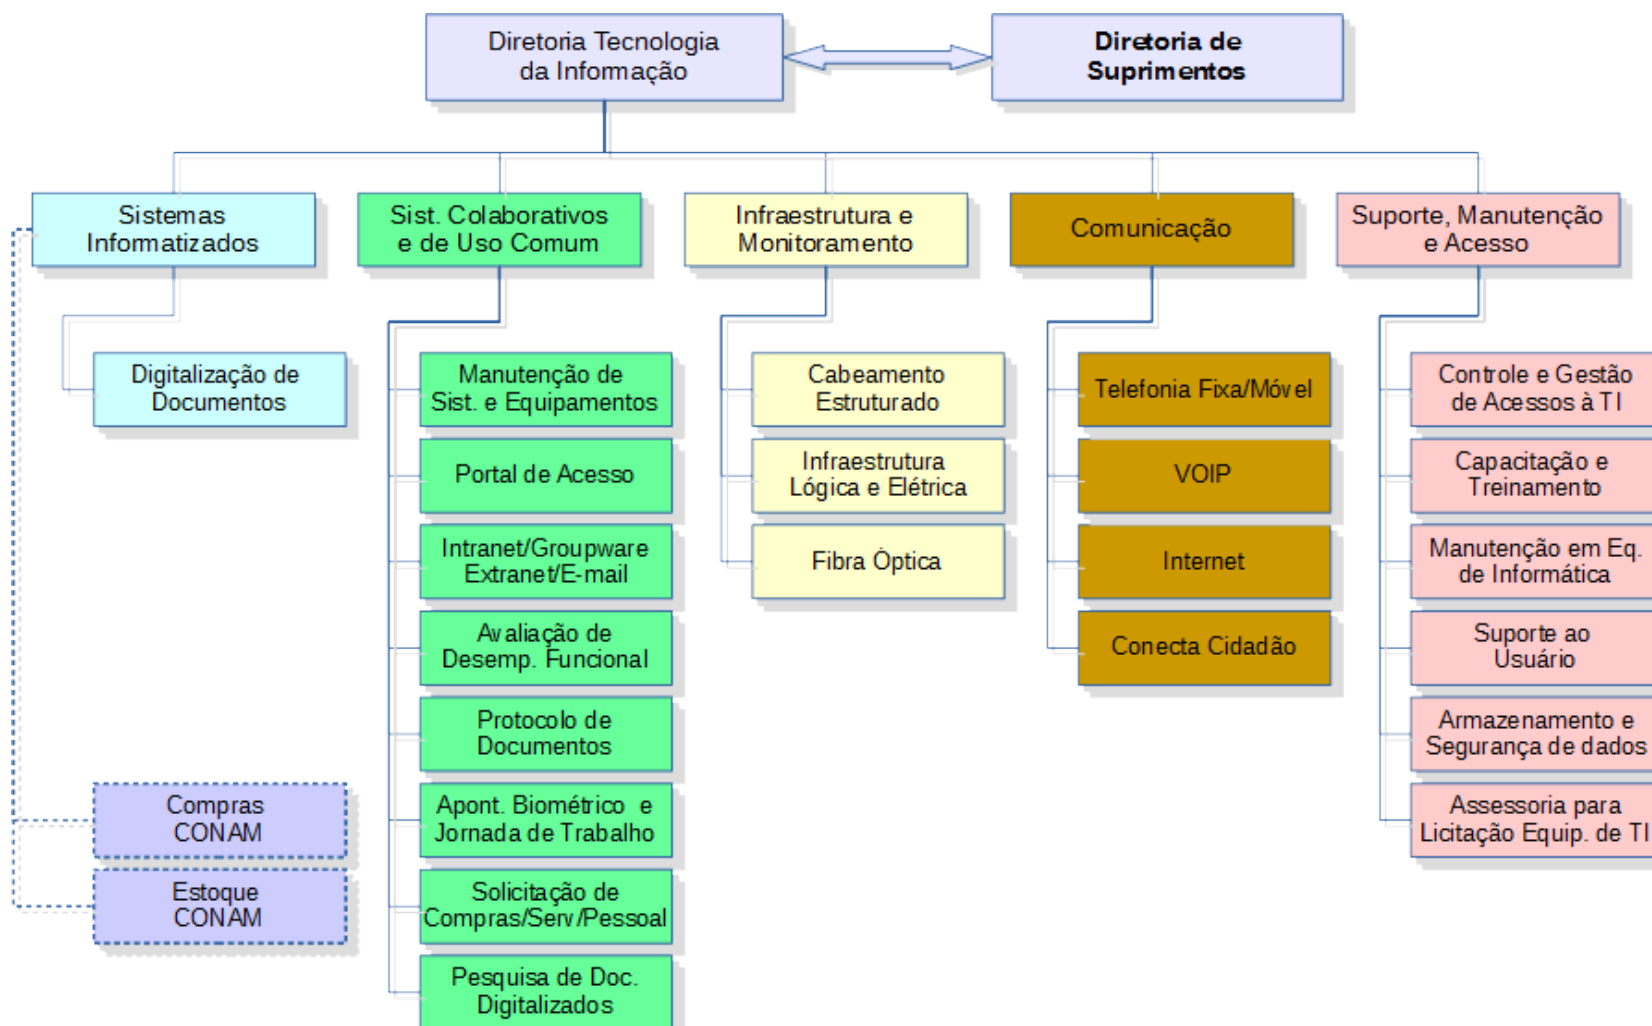 Diretoria Tecnologia
da Informação
Diretoria de
Suprimentos
Sistemas
Informatizados
Sist. Colaborativos
e de Uso Comum
Infraestrutura e
Monitoramento
Comunicação
Suporte, Manutenção
e Acesso
Digitalização de
Documentos
Compras
CONAM
Estoque
CONAM
Manutenção de
Sist. e Equipamentos
Portal de Acesso
Intranet/Groupware
Extranet/E-mail
Avaliação de
Desemp. Funcional
Protocolo de
Documentos
Apont. Biométrico e
Jornada de Trabalho
Solicitação de
Compras/Serv/Pessoal
Pesquisa de Doc.
Digitalizados
Cabeamento
Estruturado
Infraestrutura
Lógica e Elétrica
Fibra Óptica
Telefonia Fixa/Móvel
VOIP
Internet
Conecta Cidadão
Controle e Gestão
de Acessos à TI
Capacitação e
Treinamento
Manutenção em Eq.
de Informática
Suporte ao
Usuário
Armazenamento e
Segurança de dados
Assessoria para
Licitação Equip. de TI